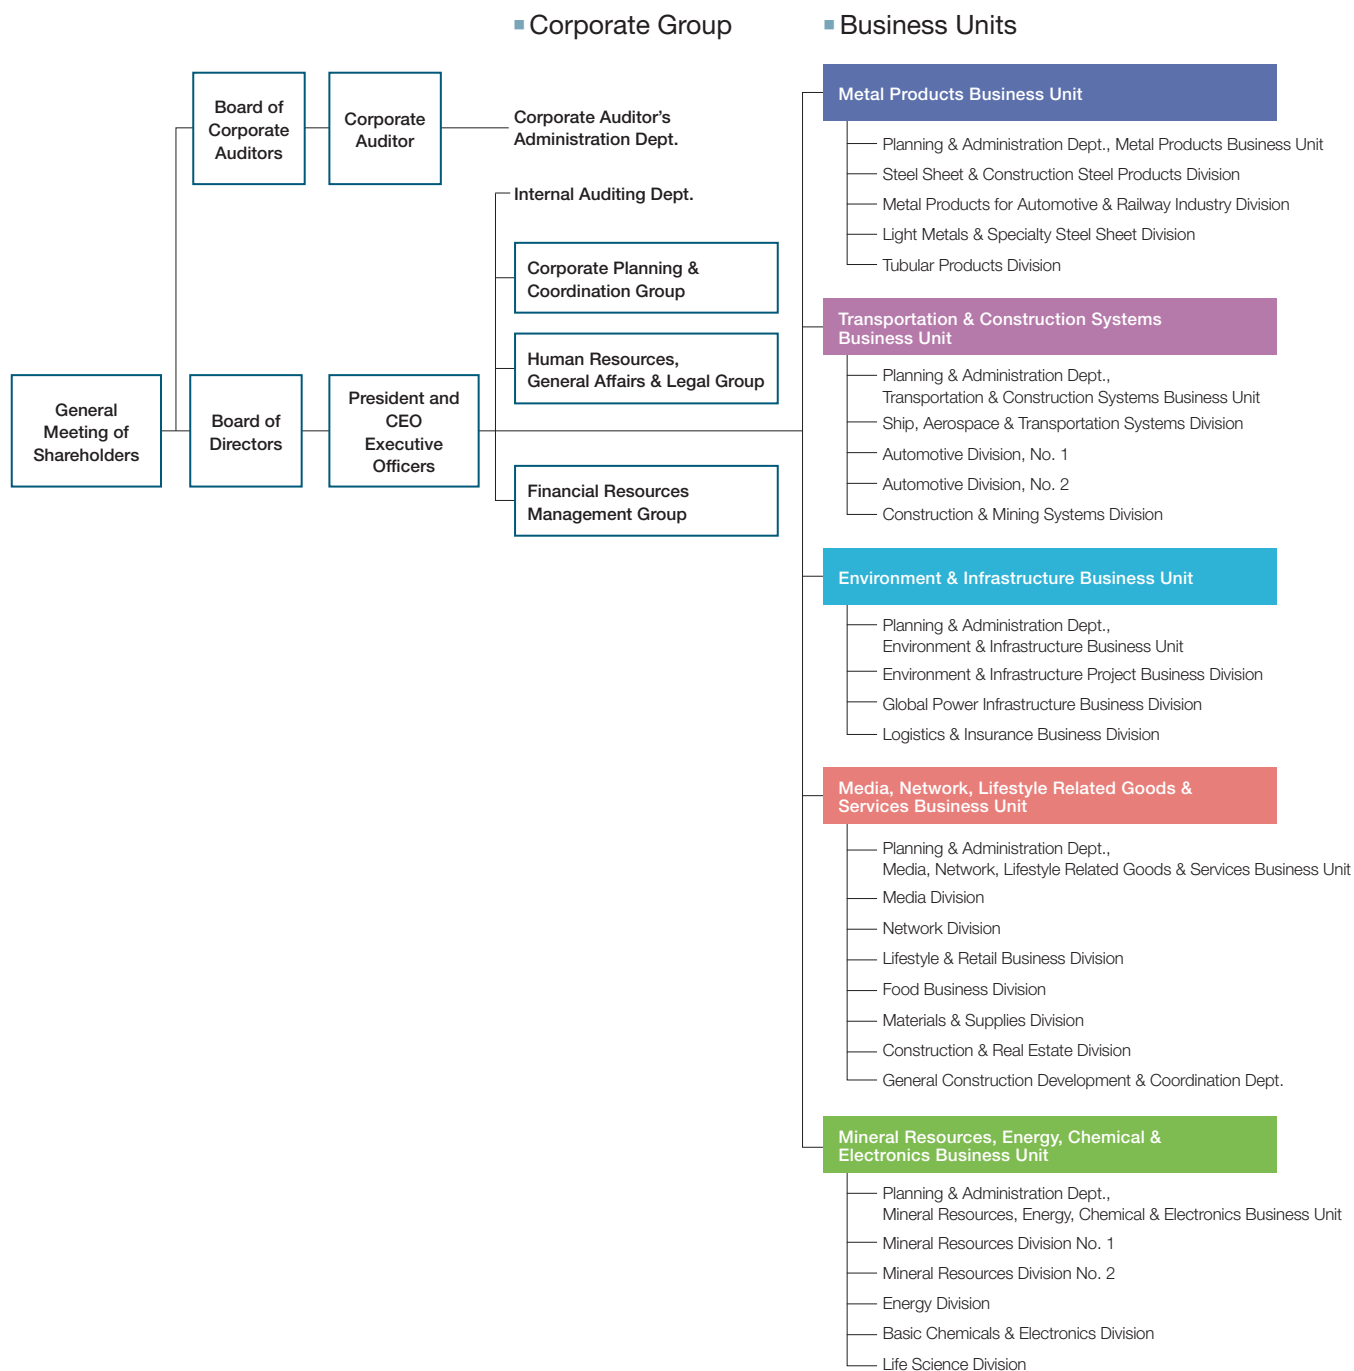 Corporate Group
Business Units
Board of
Corporate
Auditors
Corporate
Auditor
Corporate Auditor's
Administration Dept.
Internal Auditing Dept.
Corporate Planning &
Coordination Group
Human Resources,
General Affairs & Legal Group
General
Meeting of
Shareholders
Board of
Directors
President and
CEO
Executive
Officers
Financial Resources
Management Group
Metal Products Business Unit
Planning & Administration Dept., Metal Products Business Unit
Steel Sheet & Construction Steel Products Division
Metal Products for Automotive & Railway Industry Division
Light Metals & Specialty Steel Sheet Division
Tubular Products Division
Transportation & Construction Systems
Business Unit
Planning & Administration Dept.,
Transportation & Construction Systems Business Unit
Ship, Aerospace & Transportation Systems Division
Automotive Division, No. 1
Automotive Division, No. 2
Construction & Mining Systems Division
Environment & Infrastructure Business Unit
Planning & Administration Dept.,
Environment & Infrastructure Business Unit
Environment & Infrastructure Project Business Division
Global Power Infrastructure Business Division
Logistics & Insurance Business Division
Media, Network, Lifestyle Related Goods &
Services Business Unit
Planning & Administration Dept.,
Media, Network, Lifestyle Related Goods & Services Business Unit
Media Division
Network Division
Lifestyle & Retail Business Division
Food Business Division
Materials & Supplies Division
Construction & Real Estate Division
General Construction Development & Coordination Dept.
Mineral Resources, Energy, Chemical &
Electronics Business Unit
Planning & Administration Dept.,
Mineral Resources, Energy, Chemical & Electronics Business Unit
Mineral Resources Division No. 1
Mineral Resources Division No. 2
Energy Division
Basic Chemicals & Electronics Division
Life Science Division